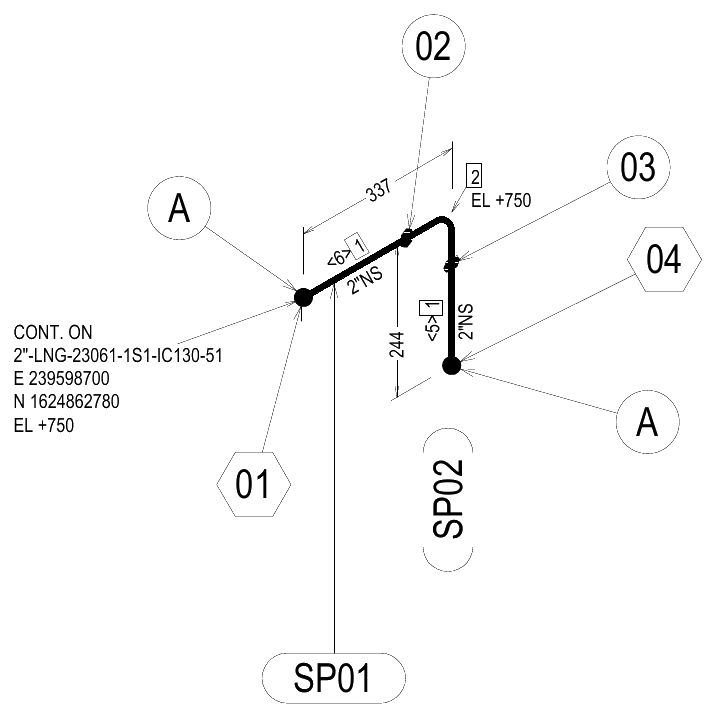 02
03
337
2
EL +750
A
<6> 1
2"NS
04
CONT. ON
2"-LNG-23061-1S1-IC130-51
E 239598700
N 1624862780
EL +750
244
<5> 1
2"NS
A
01
SP02
SP01